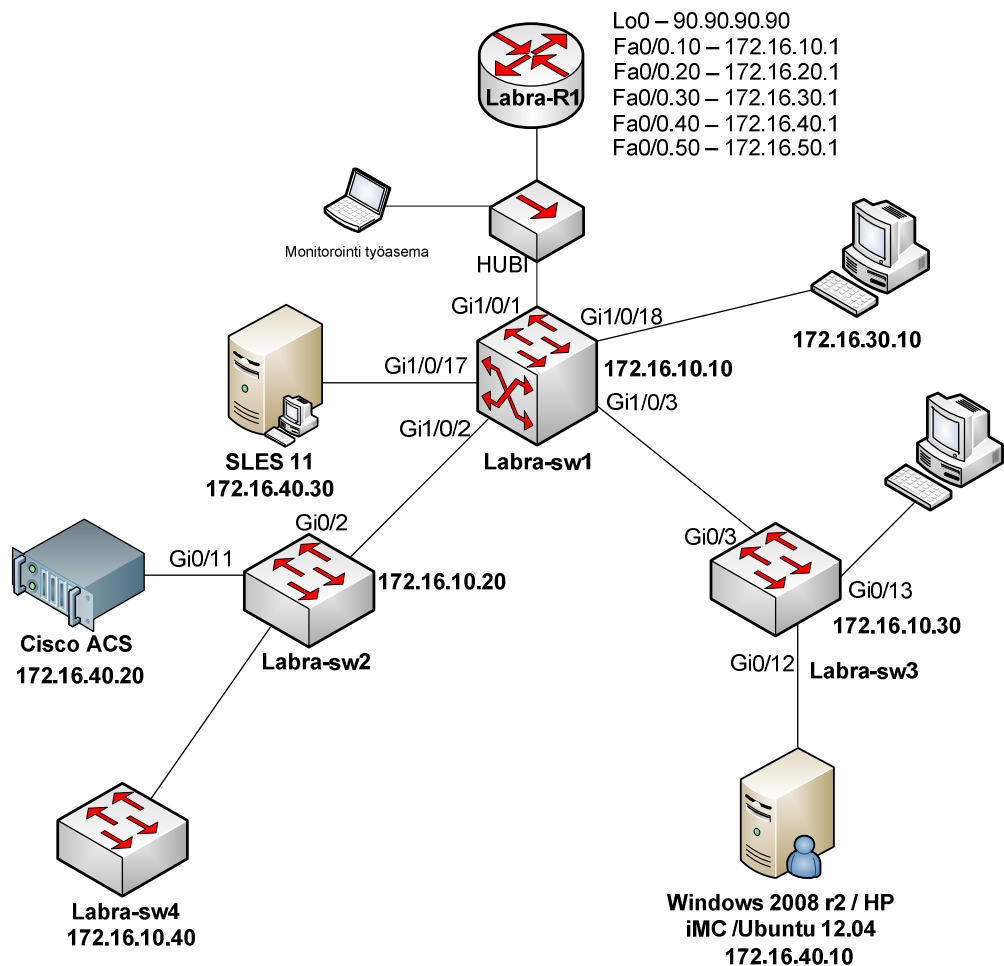 Lo0 – 90.90.90.90
Fa0/0.10 – 172.16.10.1
Fa0/0.20 – 172.16.20.1
Fa0/0.30 – 172.16.30.1
Fa0/0.40 – 172.16.40.1
Fa0/0.50 – 172.16.50.1
Labra-R1
Monitorointi työasema
HUBI
Gi1/0/1
Gi1/0/18
172.16.30.10
Gi1/0/17
172.16.10.10
Gi1/0/3
Gi1/0/2
Labra-sw1
SLES 11
172.16.40.30
Gi0/2
Gi0/3
Gi0/11
172.16.10.20
Gi0/13
172.16.10.30
Cisco ACS
172.16.40.20
Labra-sw2
Gi0/12
Labra-sw3
Labra-sw4
172.16.10.40
Windows 2008 r2 / HP
iMC /Ubuntu 12.04
172.16.40.10